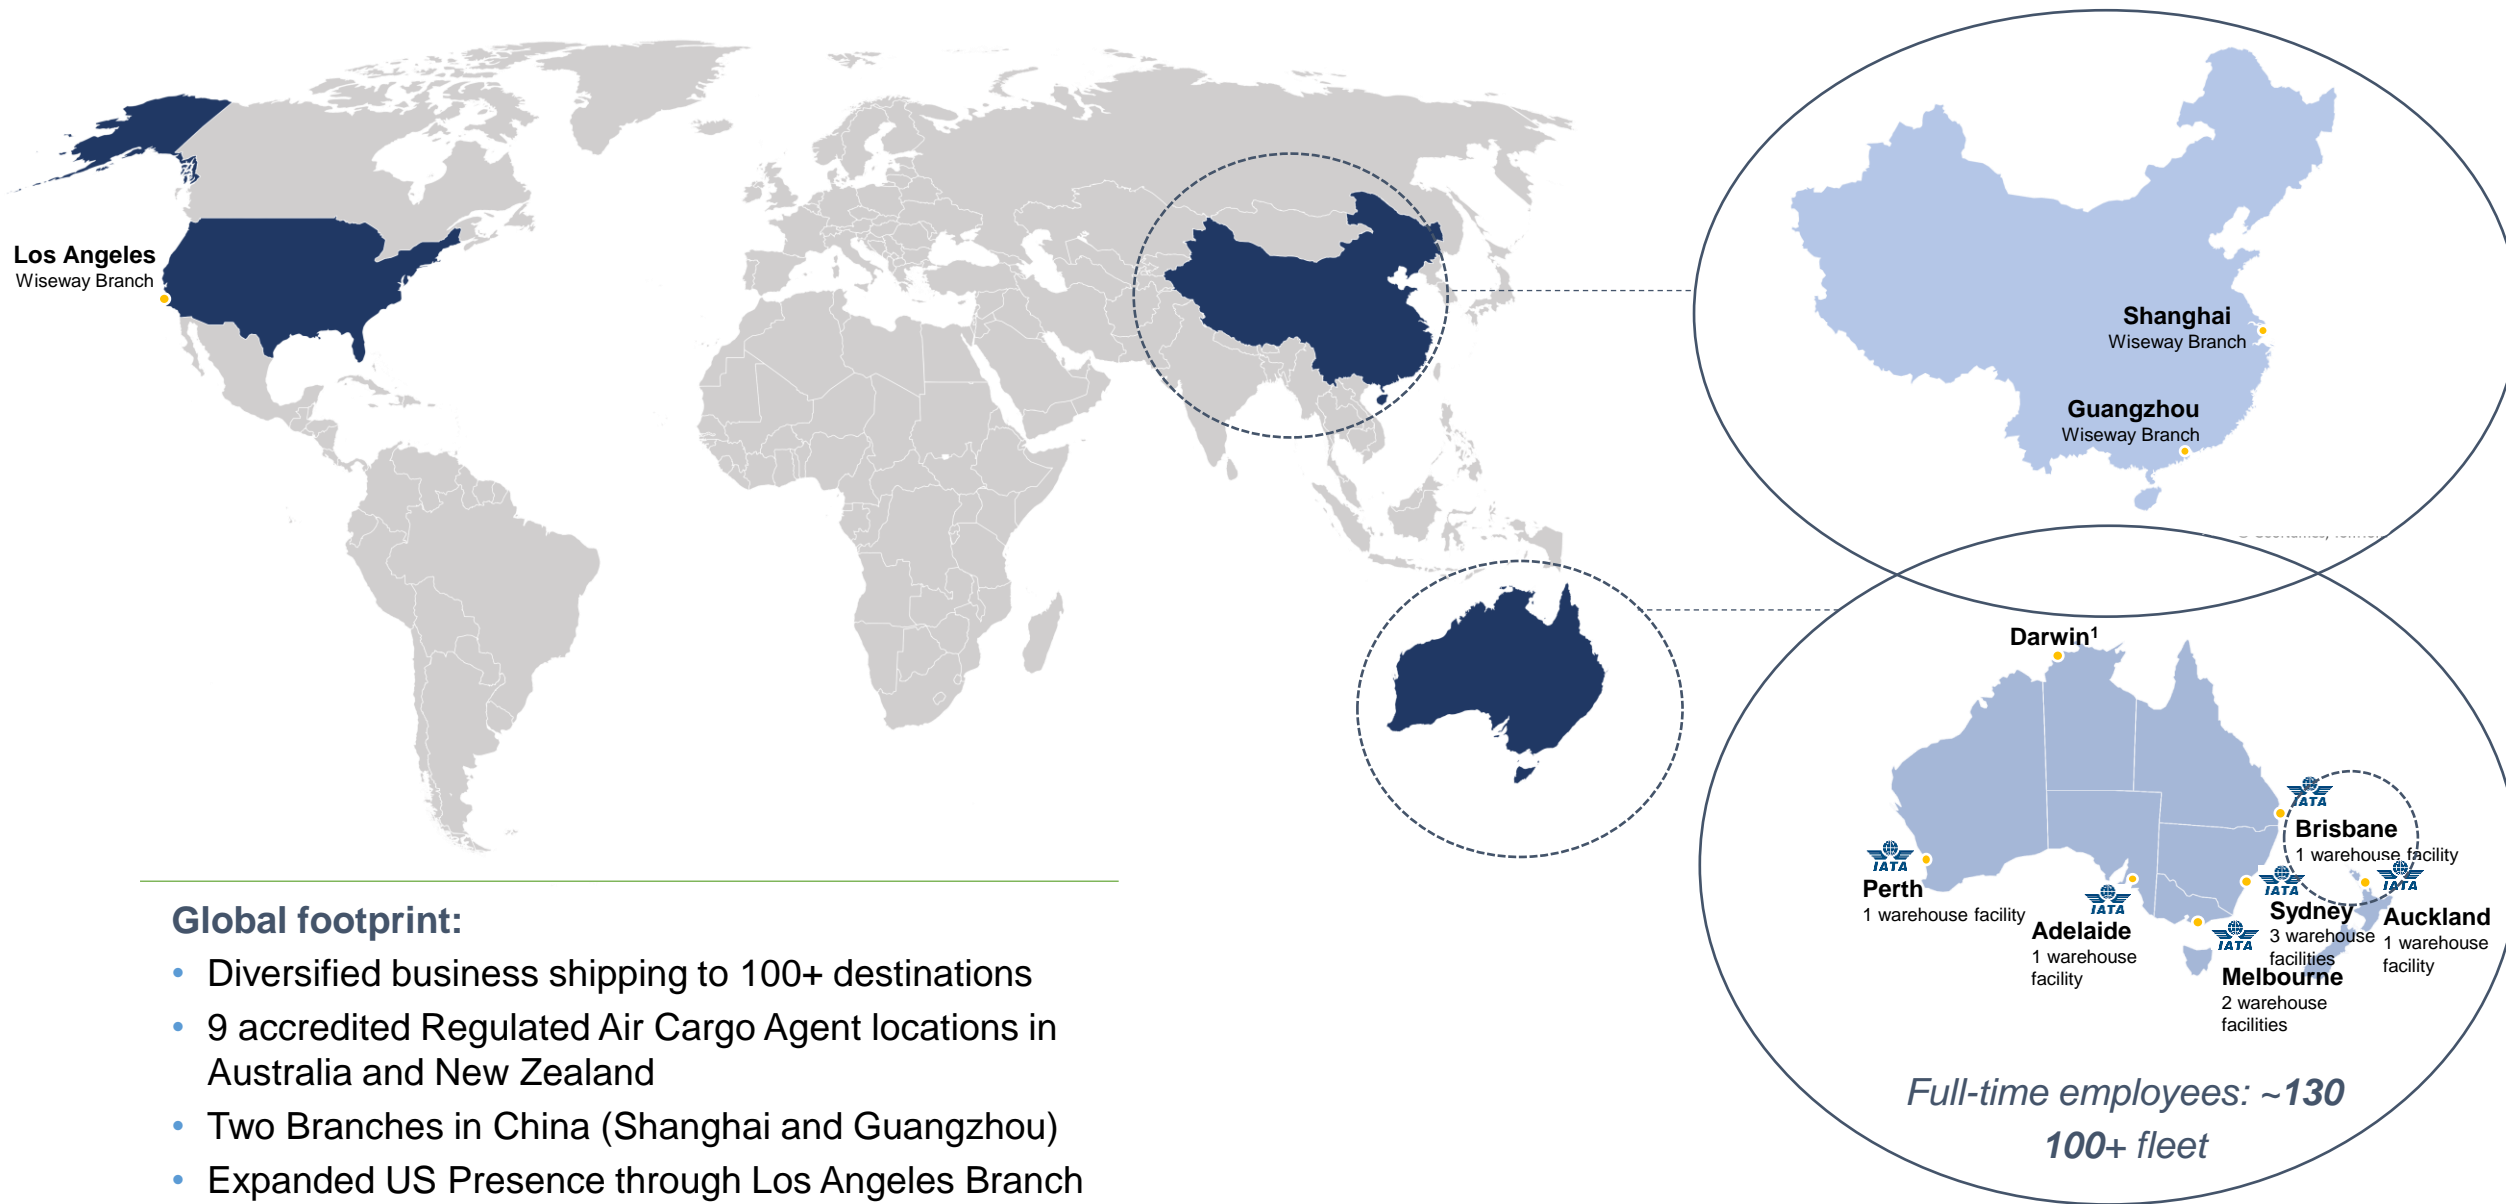 Los Angeles
Wiseway Branch
Shanghai
Wiseway Branch
Guangzhou
Wiseway Branch
Darwin¹
IATA
Brisbane
1 warehouse facility
IATA
Perth
1 warehouse facility
IATA
Adelaide
1 warehouse
facility
IATA
Sydney
3 warehouse
facilities
IATA
Auckland
1 warehouse
facility
IATA
Melbourne
2 warehouse
facilities
Full-time employees: ~130
100+ fleet
Global footprint:
• Diversified business shipping to 100+ destinations
• 9 accredited Regulated Air Cargo Agent locations in
Australia and New Zealand
• Two Branches in China (Shanghai and Guangzhou)
• Expanded US Presence through Los Angeles Branch